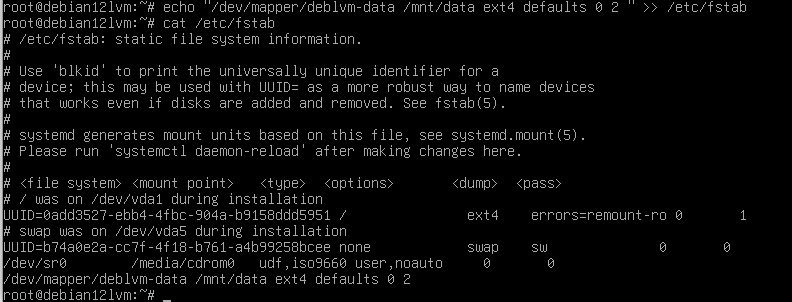 root@debian12lvm:~# echo "/dev/mapper/deblvm-data /mnt/data ext4 defaults 0 2 " >> /etc/fstab
root@debian12lvm:~# cat /etc/fstab
# /etc/fstab: static file system information.
#
# Use 'blkid' to print the universally unique identifier for a
# device; this may be used with UUID= as a more robust way to name devices
# that works even if disks are added and removed. See fstab(5).
#
# systemd generates mount units based on this file, see systemd.mount(5).
# Please run 'systemctl daemon-reload' after making changes here.
#
# <file system> <mount point>   <type>  <options>       <dump>  <pass>
# / was on /dev/vda1 during installation
UUID=0add3527-ebb4-4fbc-904a-b9158ddd5951 /               ext4    errors=remount-ro 0       1
# swap was on /dev/vda5 during installation
UUID=b74a0e2a-cc7f-4f18-b761-a4b99258bcee none            swap    sw              0       0
/dev/sr0        /media/cdrom0   udf,iso9660 user,noauto     0       0
/dev/mapper/deblvm-data /mnt/data ext4 defaults 0 2
root@debian12lvm:~# _